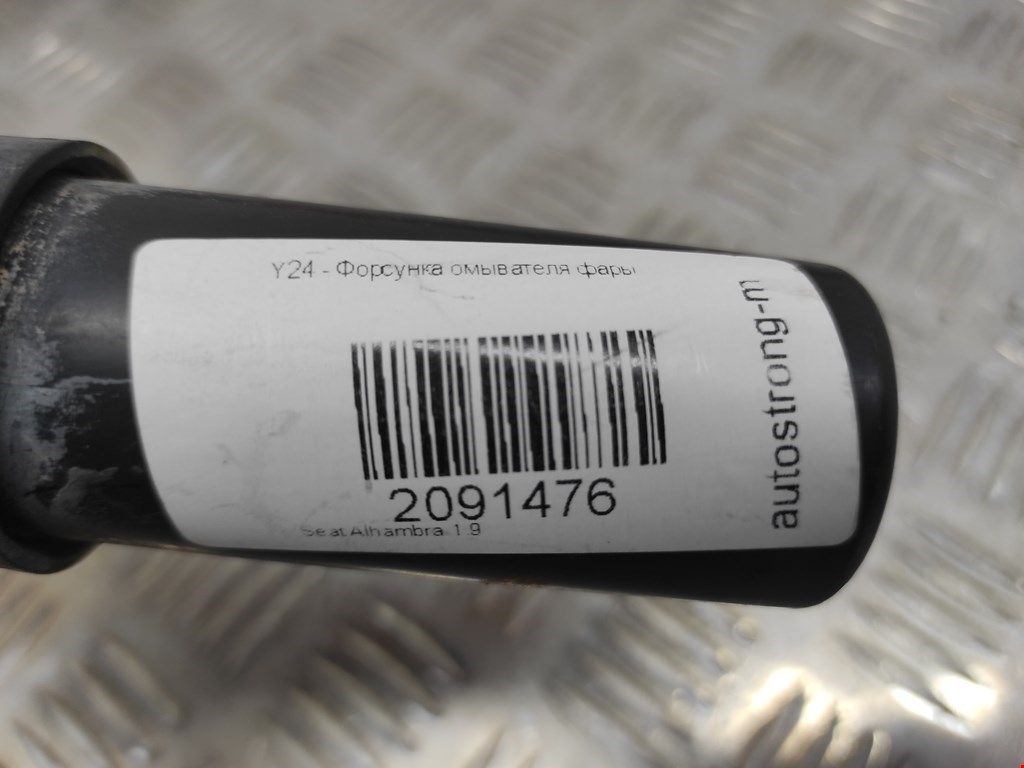 Y24 - Форсунка омывателя фары
2091476
Seat Alhambra 1.9
autostrong-m